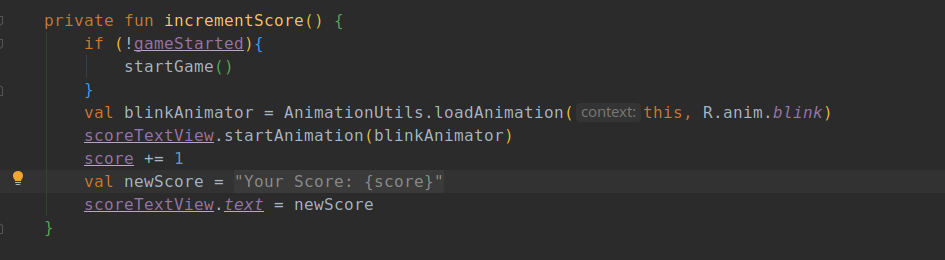 private fun incrementScore() {
if (!gameStarted){
startGame()
}
val blinkAnimator = AnimationUtils.loadAnimation( context: this, R.anim.blink)
scoreTextView.startAnimation(blinkAnimator)
score += 1
val newScore = "Your Score: {score}"
scoreTextView.text = newScore
}